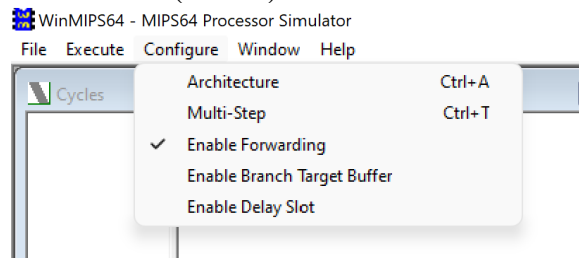 WinMIPS64 - MIPS64 Processor Simulator
File Execute Configure Window Help
Cycles
Architecture Ctrl+A
Multi-Step Ctrl+T
Enable Forwarding
Enable Branch Target Buffer
Enable Delay Slot